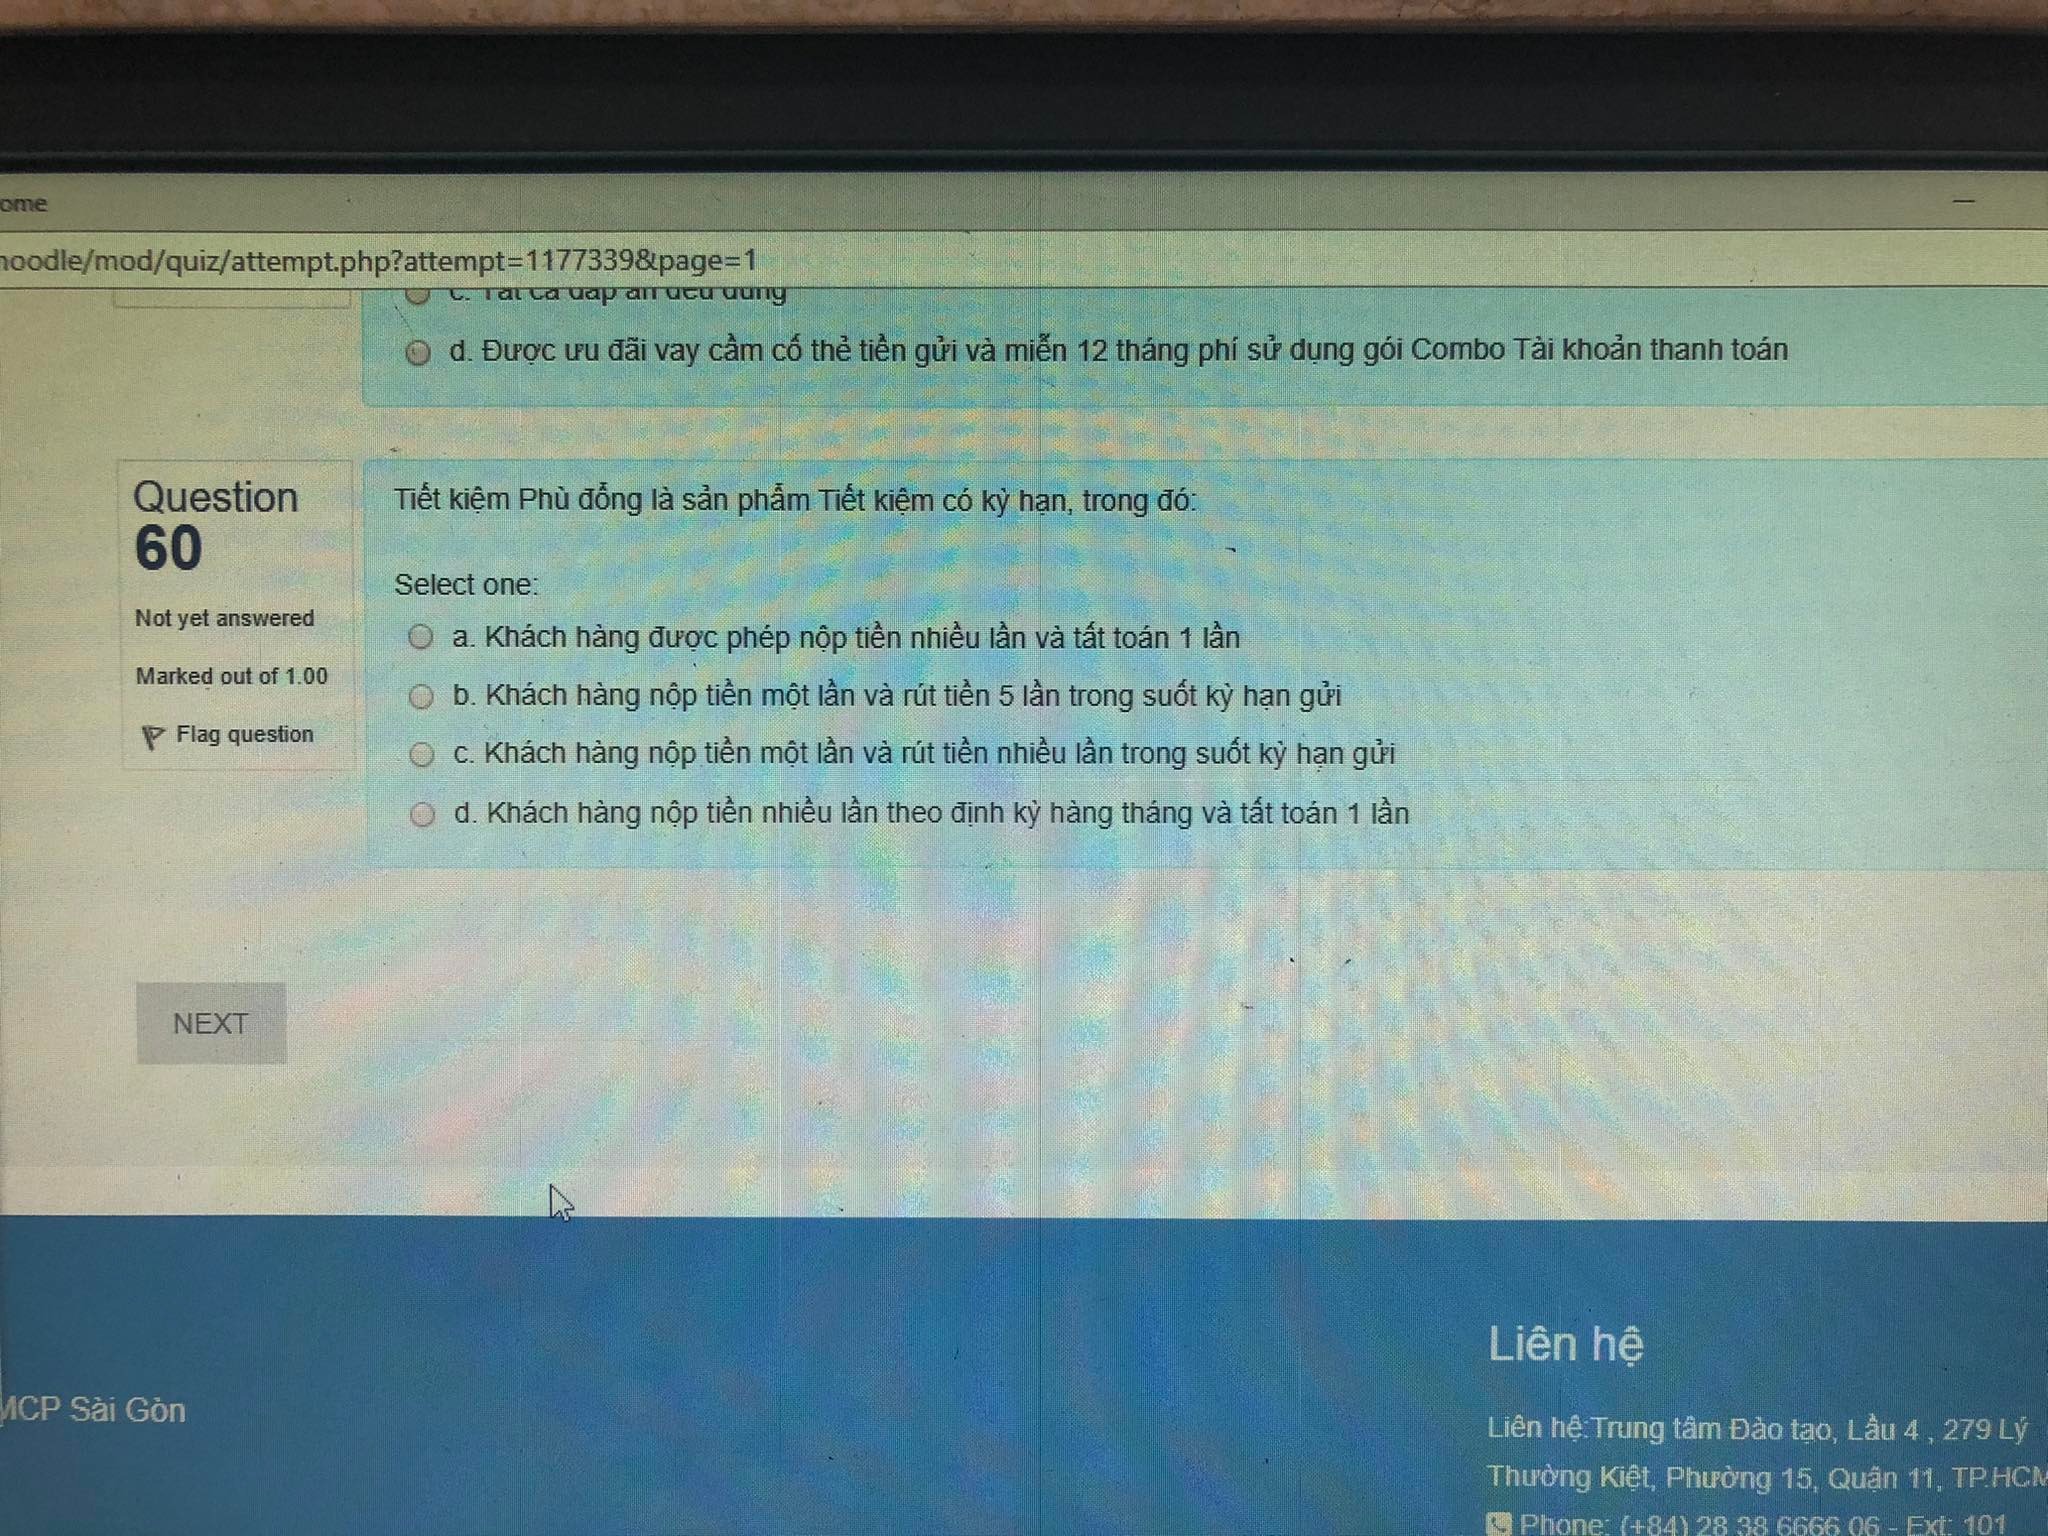 ome
moodle/mod/quiz/attempt.php?attempt=1177339&page=1
c. Tất cả đáp án đều đúng
d. Được ưu đãi vay cầm cố thẻ tiền gửi và miễn 12 tháng phí sử dụng gói Combo Tài khoản thanh toán
Question
60
Not yet answered
Marked out of 1.00
Flag question
Tiết kiệm Phù đổng là sản phẩm Tiết kiệm có kỳ hạn, trong đó:
Select one:
a. Khách hàng được phép nộp tiền nhiều lần và tất toán 1 lần
b. Khách hàng nộp tiền một lần và rút tiền 5 lần trong suốt kỳ hạn gửi
c. Khách hàng nộp tiền một lần và rút tiền nhiều lần trong suốt kỳ hạn gửi
d. Khách hàng nộp tiền nhiều lần theo định kỳ hàng tháng và tất toán 1 lần
NEXT
MCP Sài Gòn
Liên hệ
Liên hệ:Trung tâm Đào tạo, Lầu 4 , 279 Lý
Thường Kiệt, Phường 15, Quận 11, TP.HCM
Phone: (+84) 28 38 6666 06 - Ext: 101